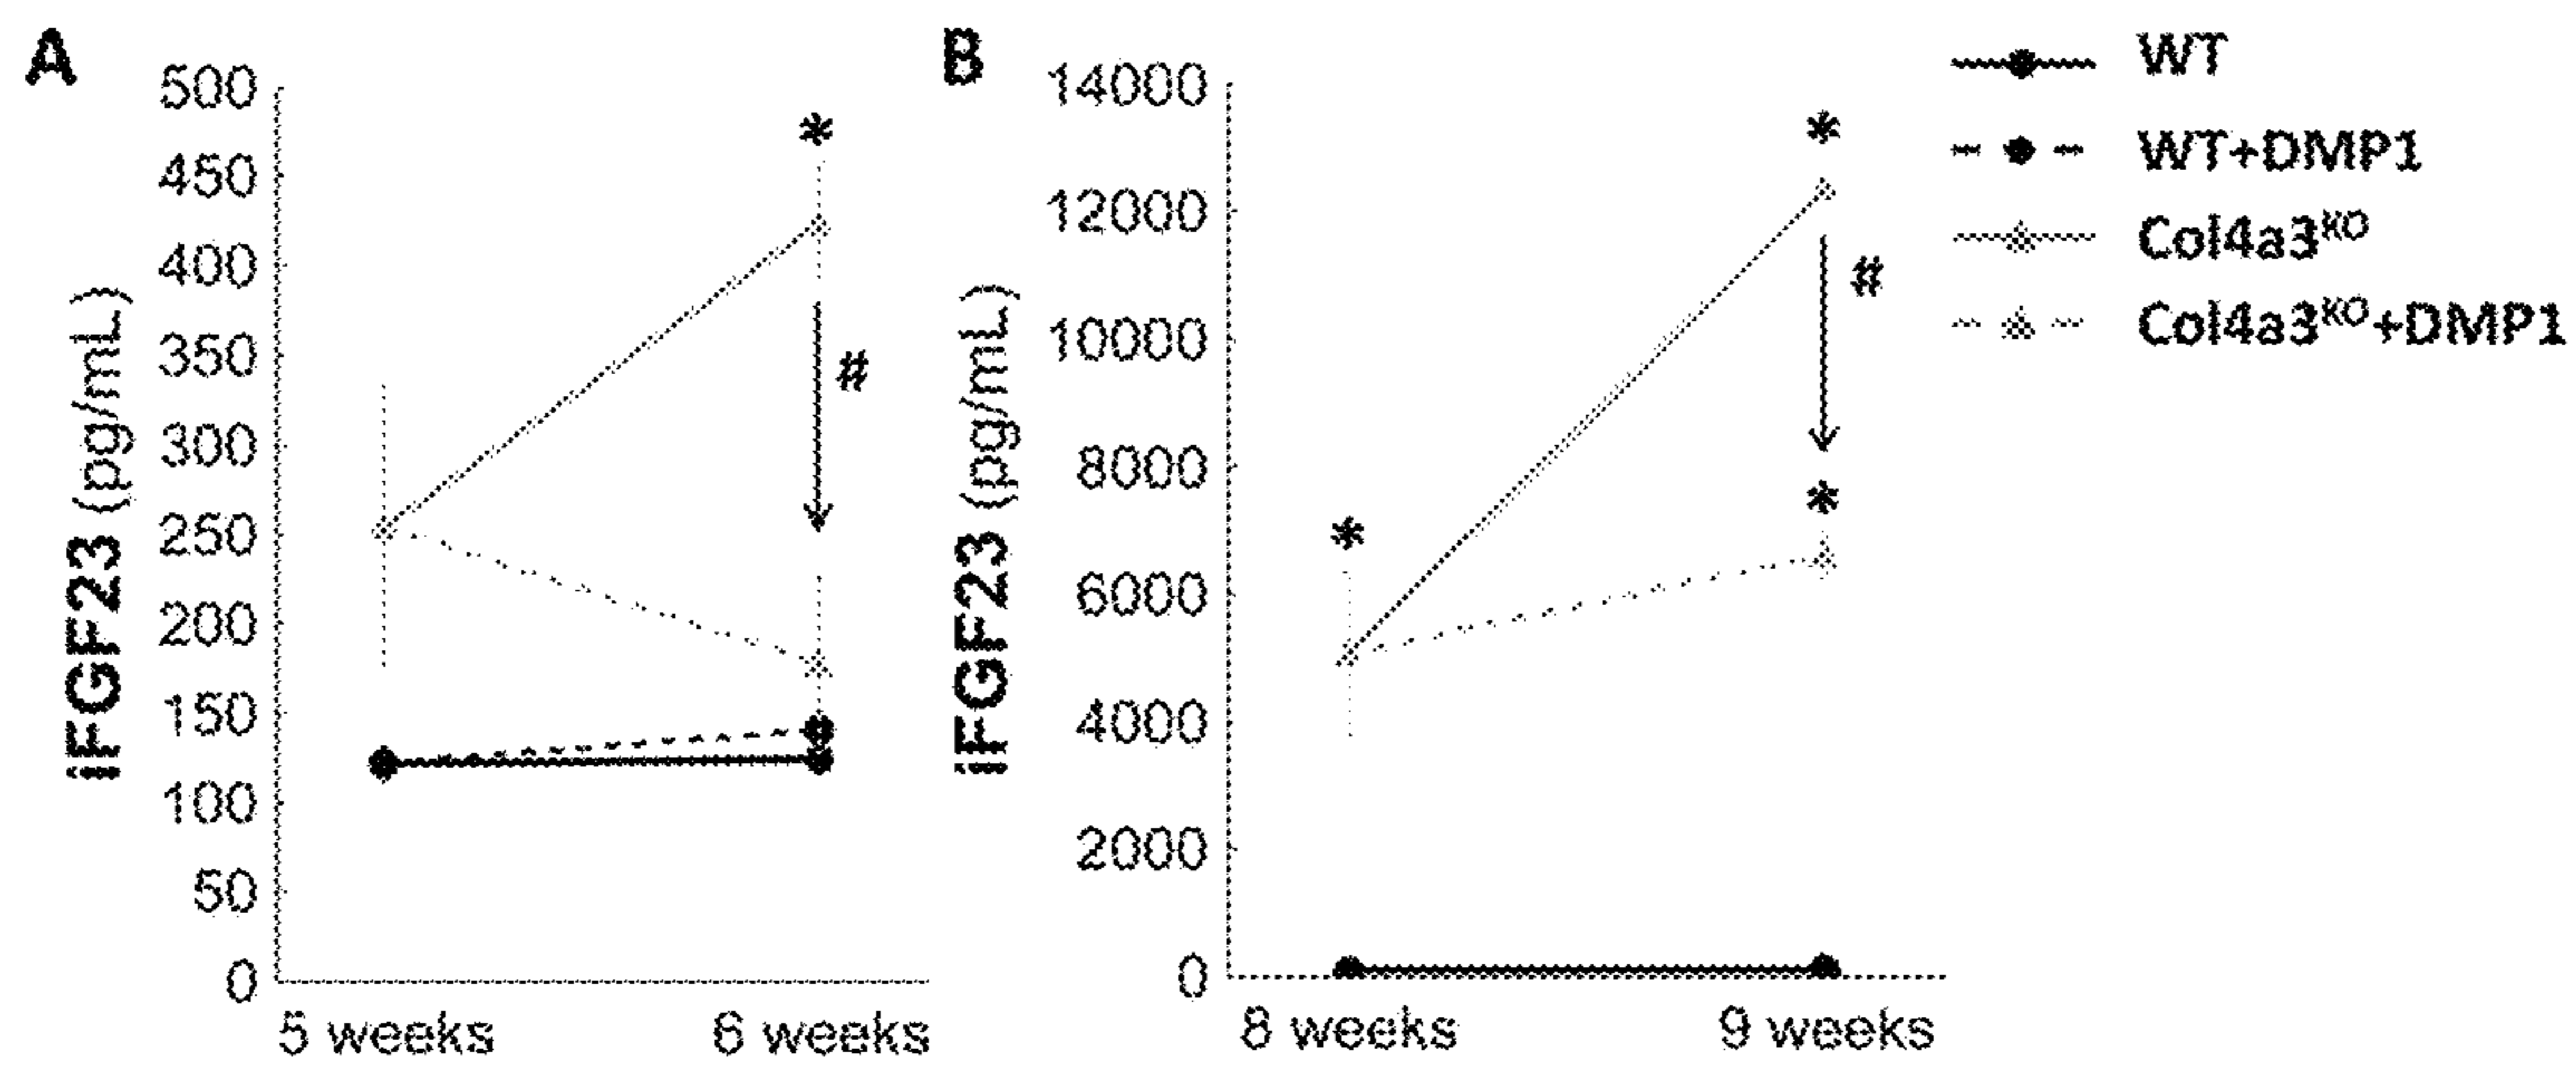 A
500
450
400
350
300
250
200
150
100
50
0
iFGF23 (pg/mL)
*
#
5 weeks
6 weeks
B
14000
12000
10000
8000
6000
4000
2000
0
iFGF23 (pg/mL)
*
*
#
*
8 weeks
9 weeks
WT
WT+DMP1
Col4a3ᴷᴼ
Col4a3ᴷᴼ+DMP1